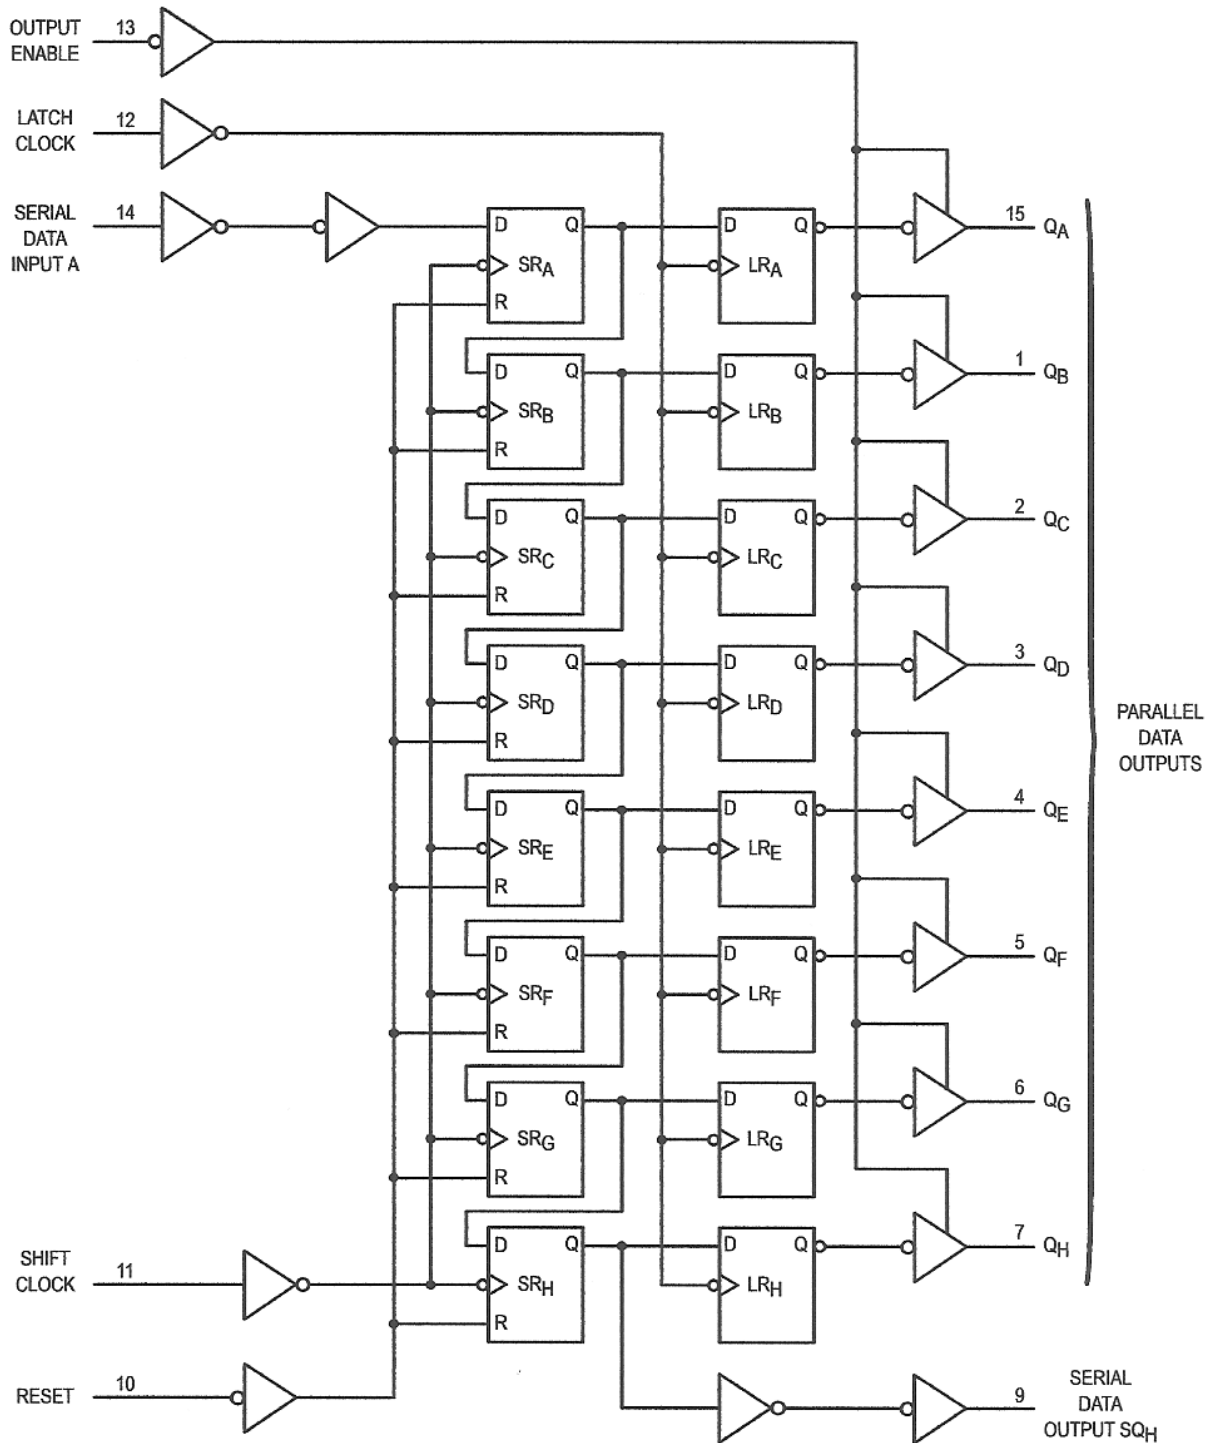 OUTPUT
ENABLE
13
LATCH
CLOCK
12
SERIAL
DATA
INPUT A
14
D Q
SRA
R
D Q
LRA
15 QA
D Q
SRB
R
D Q
LRB
1 QB
D Q
SRC
R
D Q
LRC
2 QC
D Q
SRD
R
D Q
LRD
3 QD
D Q
SRE
R
D Q
LRE
4 QE
D Q
SRF
R
D Q
LRF
5 QF
D Q
SRG
R
D Q
LRG
6 QG
D Q
SRH
R
D Q
LRH
7 QH
PARALLEL
DATA
OUTPUTS
SHIFT
CLOCK
11
RESET
10
9
SERIAL
DATA
OUTPUT SQH